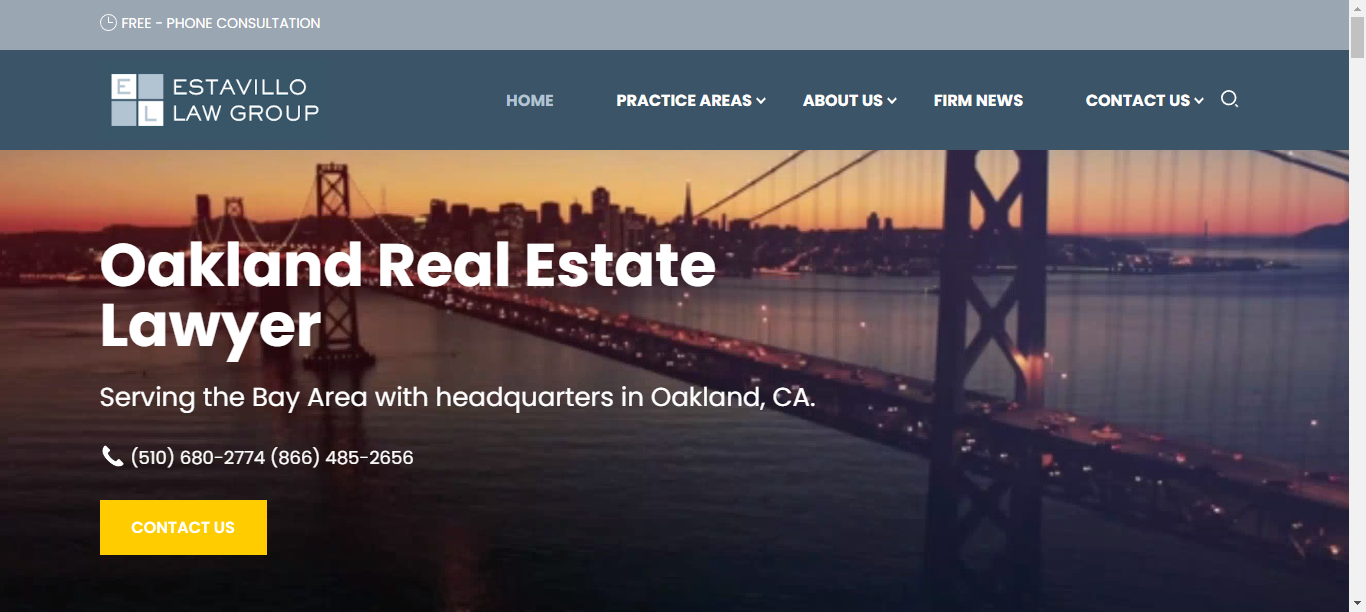 FREE - PHONE CONSULTATION
E
L
ESTAVILLO
LAW GROUP
HOME
PRACTICE AREAS
ABOUT US
FIRM NEWS
CONTACT US
Oakland Real Estate
Lawyer
Serving the Bay Area with headquarters in Oakland, CA.
(510) 680-2774 (866) 485-2656
CONTACT US